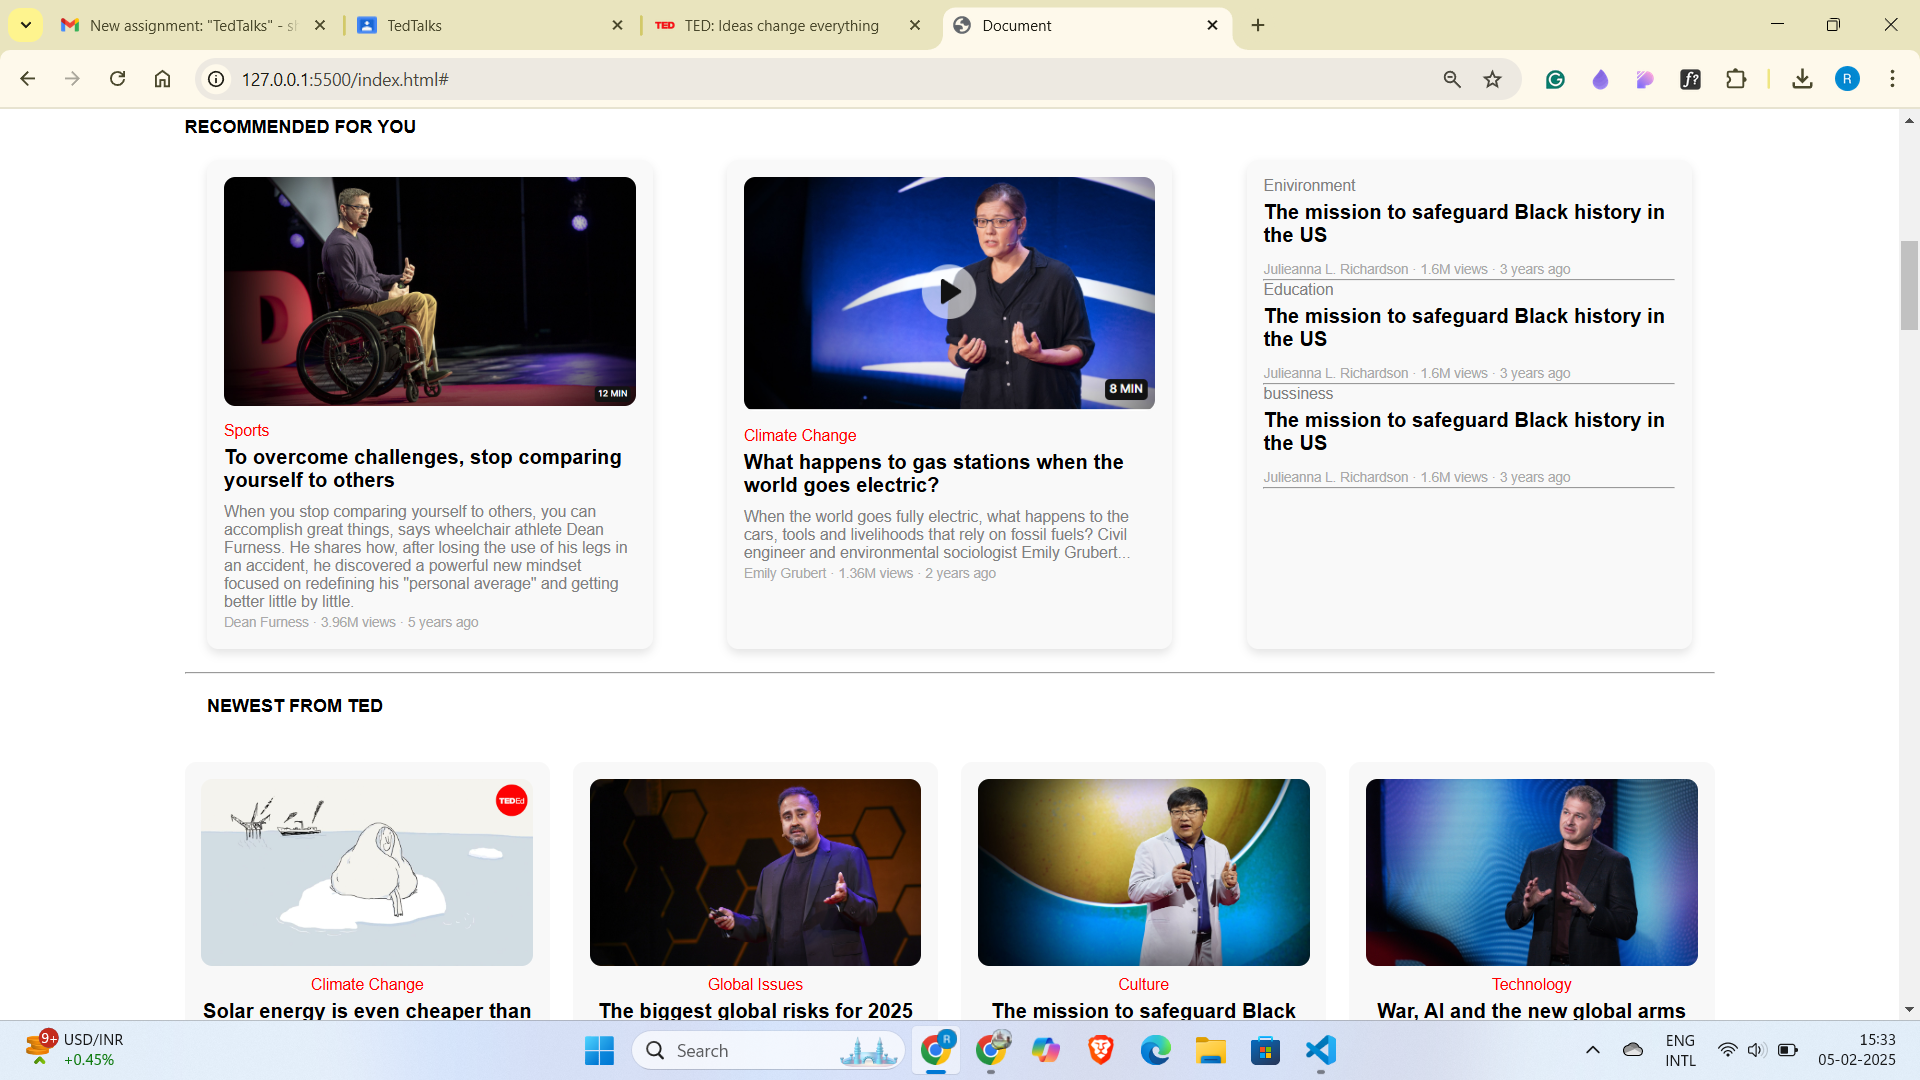 New assignment: "TedTalks" - sh
TedTalks
TED
TED: Ideas change everything
Document
127.0.0.1:5500/index.html#
R
RECOMMENDED FOR YOU
12 MIN
Sports
To overcome challenges, stop comparing
yourself to others
When you stop comparing yourself to others, you can
accomplish great things, says wheelchair athlete Dean
Furness. He shares how, after losing the use of his legs in
an accident, he discovered a powerful new mindset
focused on redefining his "personal average" and getting
better little by little.
Dean Furness · 3.96M views · 5 years ago
8 MIN
Climate Change
What happens to gas stations when the
world goes electric?
When the world goes fully electric, what happens to the
cars, tools and livelihoods that rely on fossil fuels? Civil
engineer and environmental sociologist Emily Grubert...
Emily Grubert · 1.36M views · 2 years ago
Enivironment
The mission to safeguard Black history in
the US
Julieanna L. Richardson · 1.6M views · 3 years ago
Education
The mission to safeguard Black history in
the US
Julieanna L. Richardson · 1.6M views · 3 years ago
bussiness
The mission to safeguard Black history in
the US
Julieanna L. Richardson · 1.6M views · 3 years ago
NEWEST FROM TED
TEDEd
Climate Change
Solar energy is even cheaper than
Global Issues
The biggest global risks for 2025
Culture
The mission to safeguard Black
Technology
War, AI and the new global arms
9+
USD/INR
+0.45%
Search
R
ENG
INTL
15:33
05-02-2025